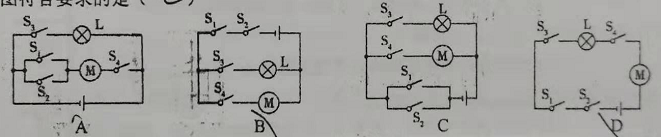 图符合要求的是(
S₃ L
S₁ M S₄
S₂
A
S₁ S₂
S₃ L
S₄ M
B
S₃ L
S₄ M
S₁
S₂
C
S₃ L S₄
M
S₁ S₂
D